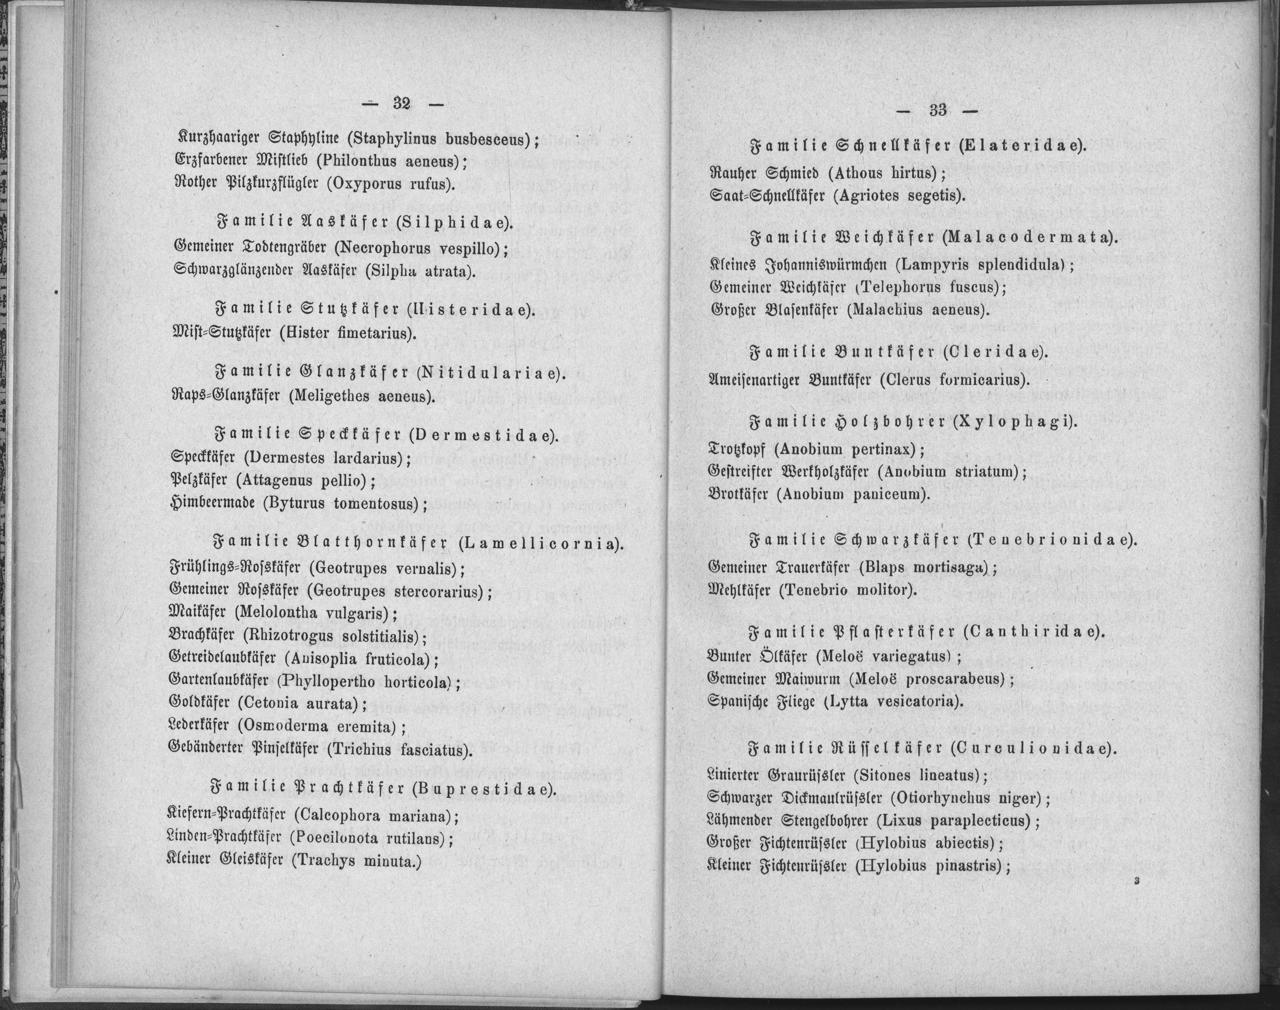 — 32 —
Kurzhaariger Staphyline (Staphylinus busbesceus);
Erzfarbener Mistlieb (Philonthus aeneus);
Rother Pilzkurzflügler (Oxyporus rufus).
Familie Aaskäfer (Silphidae).
Gemeiner Todtengräber (Necrophorus vespillo);
Schwarzglänzender Aaskäfer (Silpha atrata).
Familie Stutzkäfer (Histeridae).
Mist-Stutzkäfer (Hister fimetarius).
Familie Glanzkäfer (Nitidulariae).
Raps-Glanzkäfer (Meligethes aeneus).
Familie Speckkäfer (Dermestidae).
Speckkäfer (Dermestes lardarius);
Pelzkäfer (Attagenus pellio);
Himbeermade (Byturus tomentosus);
Familie Blatthornkäfer (Lamellicornia).
Frühlings-Rosskäfer (Geotrupes vernalis);
Gemeiner Rosskäfer (Geotrupes stercorarius);
Maikäfer (Melolontha vulgaris);
Brachkäfer (Rhizotrogus solstitialis);
Getreidelaubkäfer (Anisoplia fruticola);
Gartenlaubkäfer (Phyllopertho horticola);
Goldkäfer (Cetonia aurata);
Lederkäfer (Osmoderma eremita);
Gebänderter Pinselkäfer (Trichius fasciatus).
Familie Prachtkäfer (Buprestidae).
Kiefern-Prachtkäfer (Calcophora mariana);
Linden-Prachtkäfer (Poecilonota rutilans);
Kleiner Gleiskäfer (Trachys minuta.)
— 33 —
Familie Schnellkäfer (Elateridae).
Rauher Schmied (Athous hirtus);
Saat-Schnellkäfer (Agriotes segetis).
Familie Weichkäfer (Malacodermata).
Kleines Johanniswürmchen (Lampyris splendidula);
Gemeiner Weichkäfer (Telephorus fuscus);
Großer Blasenkäfer (Malachius aeneus).
Familie Buntkäfer (Cleridae).
Ameisenartiger Buntkäfer (Clerus formicarius).
Familie Holzbohrer (Xylophagi).
Trotzkopf (Anobium pertinax);
Gestreifter Werkholzkäfer (Anobium striatum);
Brotkäfer (Anobium paniceum).
Familie Schwarzkäfer (Tenebrionidae).
Gemeiner Trauerkäfer (Blaps mortisaga);
Mehlkäfer (Tenebrio molitor).
Familie Pflasterkäfer (Canthiridae).
Bunter Ölkäfer (Meloë variegatus);
Gemeiner Maiwurm (Meloë proscarabeus);
Spanische Fliege (Lytta vesicatoria).
Familie Rüsselkäfer (Curculionidae).
Linierter Graurüssler (Sitones lineatus);
Schwarzer Dickmaulrüssler (Otiorhynchus niger);
Lähmender Stengelbohrer (Lixus paraplecticus);
Großer Fichtenrüssler (Hylobius abiectis);
Kleiner Fichtenrüssler (Hylobius pinastris);
3